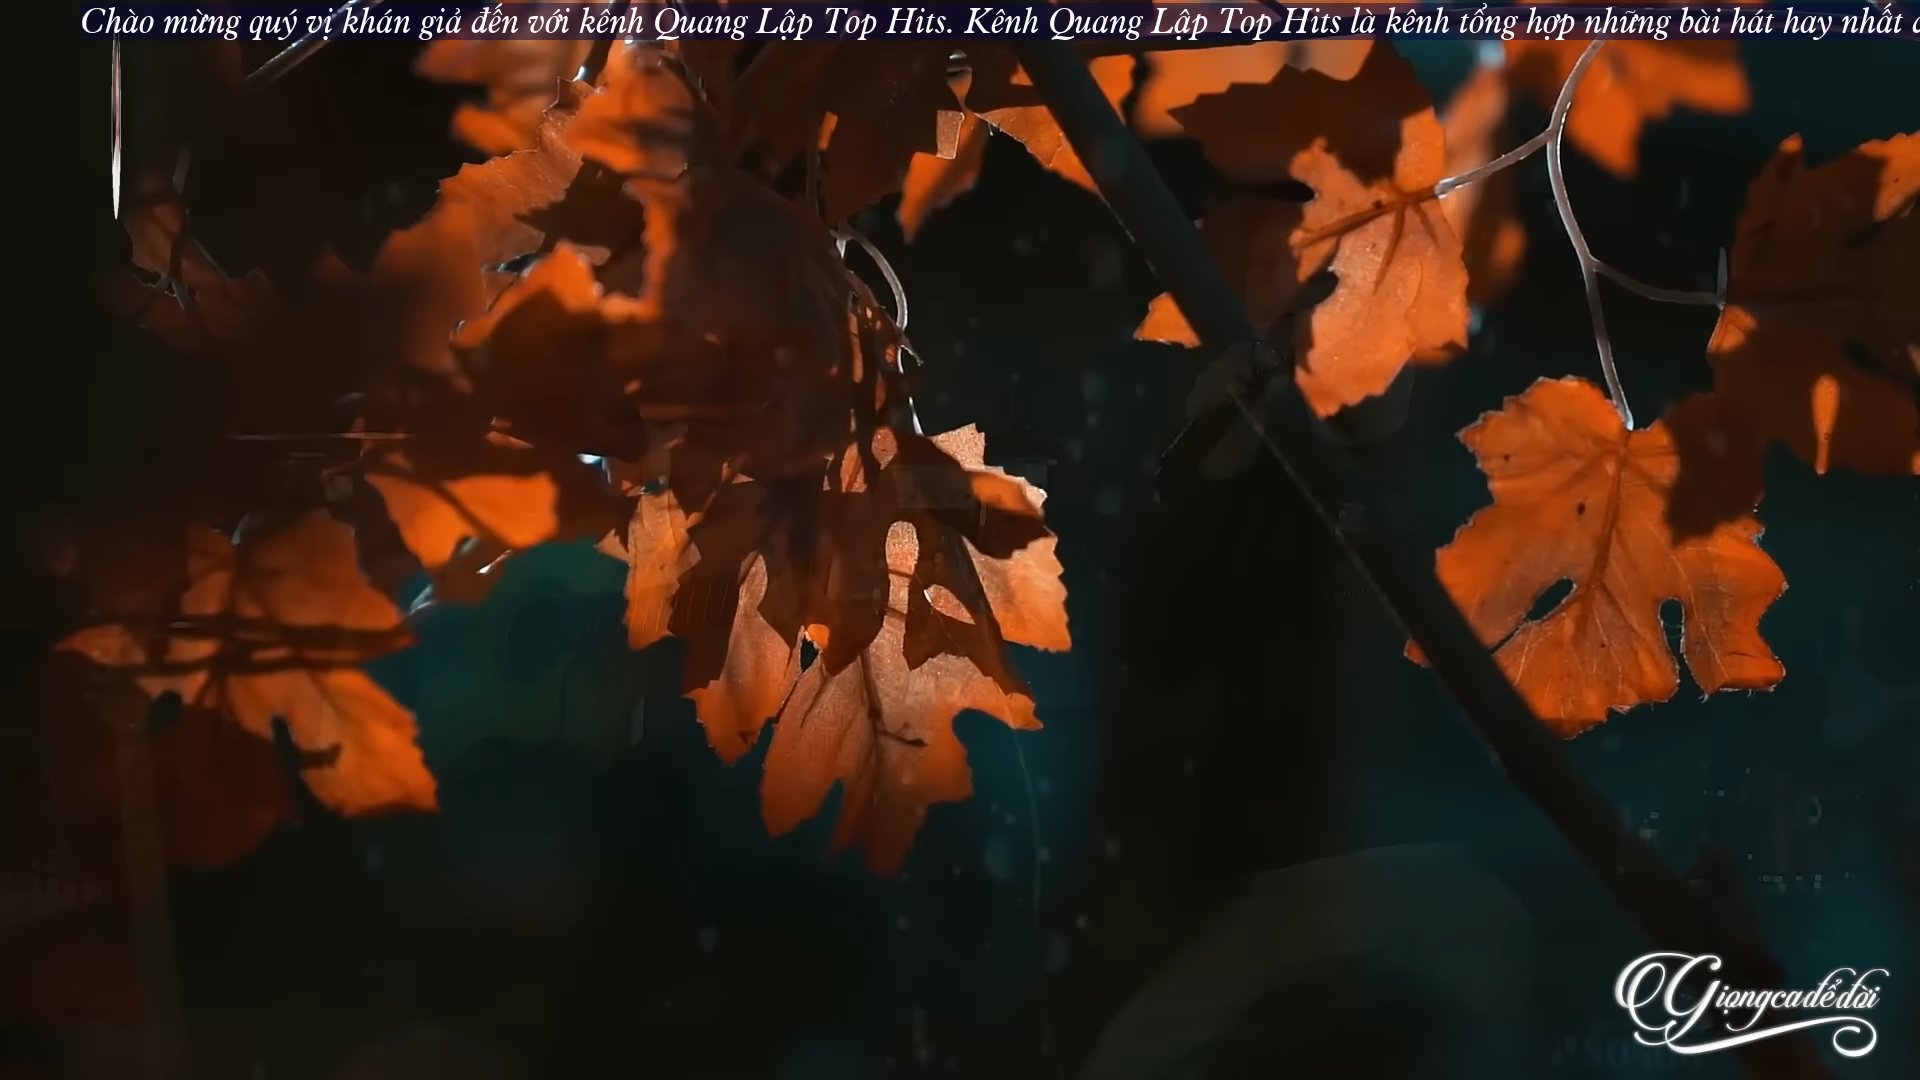 Chào mừng quý vị khán giả đến với kênh Quang Lập Top Hits. Kênh Quang Lập Top Hits là kênh tổng hợp những bài hát hay nhất
Giọngcađểđời